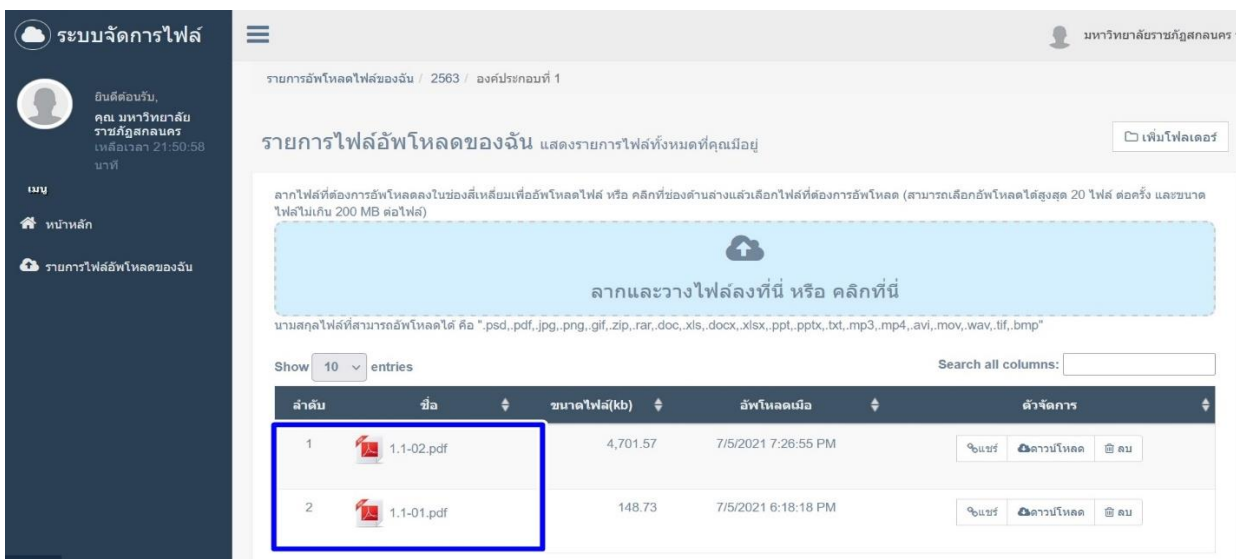 ระบบจัดการไฟล์
มหาวิทยาลัยราชภัฏสกลนคร
ยินดีต่อนรับ,
คุณ มหาวิทยาลัย
ราชภัฏสกลนคร
เหลือเวลา 21:50:58
นาที
เมนู
หน้าหลัก
รายการไฟล์อัพโหลดของฉัน
รายการอัพโหลดไฟล์ของฉัน / 2563 / องค์ประกอบที่ 1
รายการไฟล์อัพโหลดของฉัน แสดงรายการไฟล์ทั้งหมดที่คุณมีอยู่
เพิ่มโฟลเดอร์
ลากไฟล์ที่ต้องการอัพโหลดลงในช่องสี่เหลี่ยมเพื่ออัพโหลดไฟล์ หรือ คลิกที่ช่องด้านล่างแล้วเลือกไฟล์ที่ต้องการอัพโหลด (สามารถเลือกอัพโหลดได้สูงสุด 20 ไฟล์ ต่อครั้ง และขนาด
ไฟล์ไม่เกิน 200 MB ต่อไฟล์)
ลากและวางไฟล์ลงที่นี่ หรือ คลิกที่นี่
นามสกุลไฟล์ที่สามารถอัพโหลดได้ คือ ".psd,.pdf,.jpg,.png,.gif,.zip,.rar,.doc,.xls,.docx,.xlsx,.ppt,.pptx,.txt,.mp3,.mp4,.avi,.mov,.wav,.tif,.bmp"
Show 10 entries
Search all columns:
ลำดับ ชื่อ ขนาดไฟล์(kb) อัพโหลดเมื่อ ตัวจัดการ
1 1.1-02.pdf 4,701.57 7/5/2021 7:26:55 PM แชร์ ดาวน์โหลด ลบ
2 1.1-01.pdf 148.73 7/5/2021 6:18:18 PM แชร์ ดาวน์โหลด ลบ